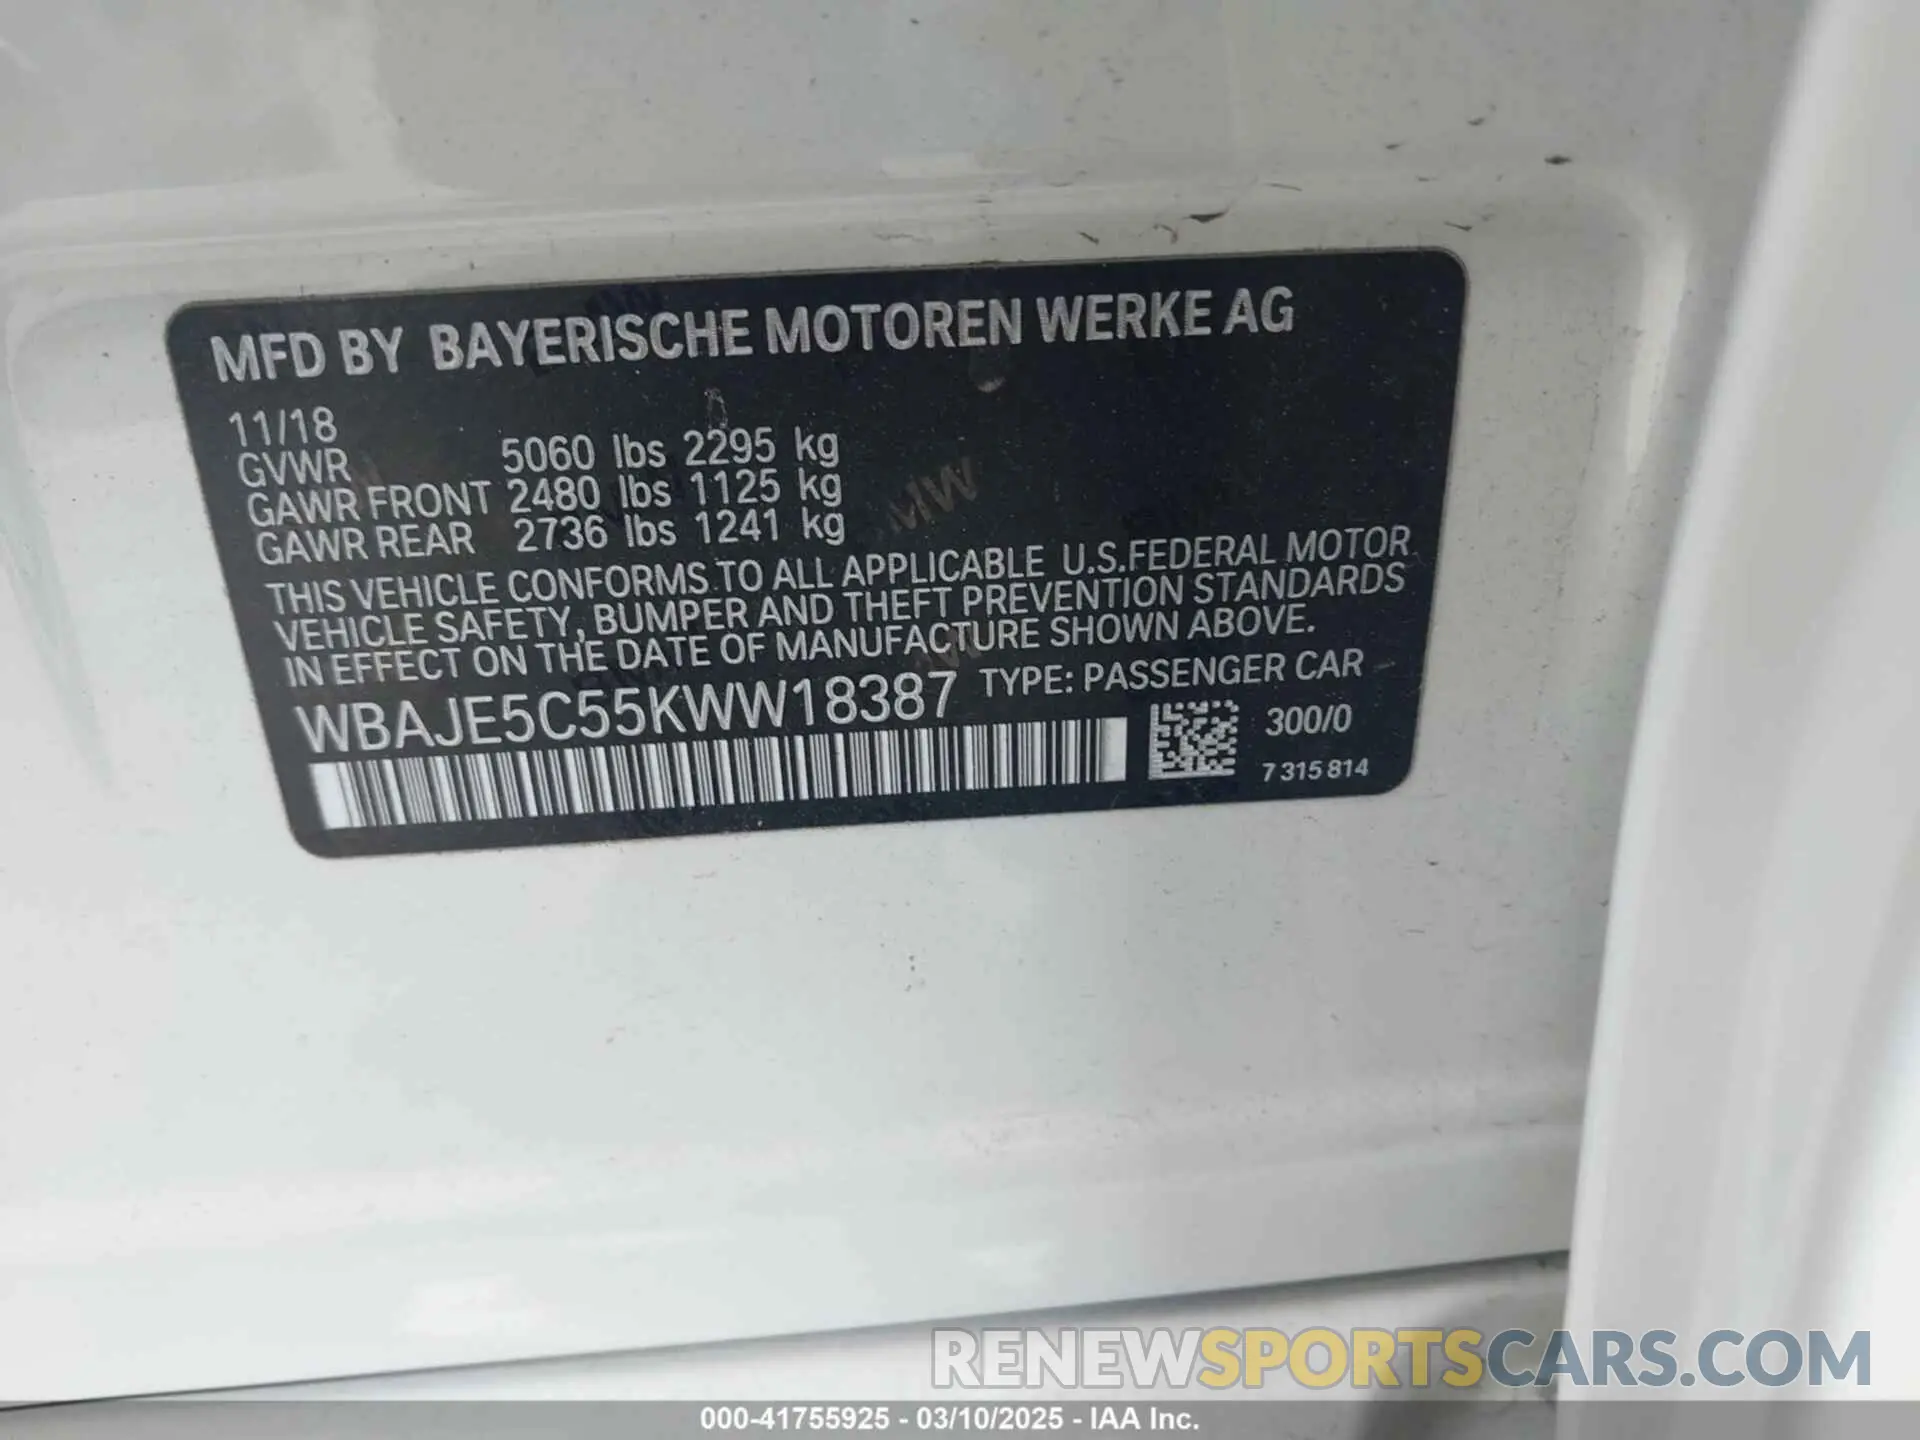 MFD BY BAYERISCHE MOTOREN WERKE AG
11/18
GVWR 5060 lbs 2295 kg
GAWR FRONT 2480 lbs 1125 kg
GAWR REAR 2736 lbs 1241 kg
THIS VEHICLE CONFORMS TO ALL APPLICABLE U.S.FEDERAL MOTOR
VEHICLE SAFETY, BUMPER AND THEFT PREVENTION STANDARDS
IN EFFECT ON THE DATE OF MANUFACTURE SHOWN ABOVE.
WBAJE5C55KWW18387 TYPE: PASSENGER CAR
300/0
7 315 814
RENEWSPORTSCARS.COM
000-41755925 - 03/10/2025 - IAA Inc.